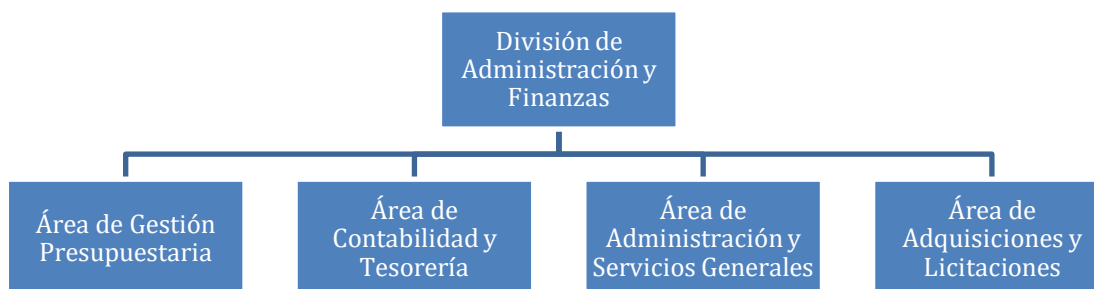 División de
Administración y
Finanzas
Área de Gestión
Presupuestaria
Área de
Contabilidad y
Tesorería
Área de
Administración y
Servicios Generales
Área de
Adquisiciones y
Licitaciones